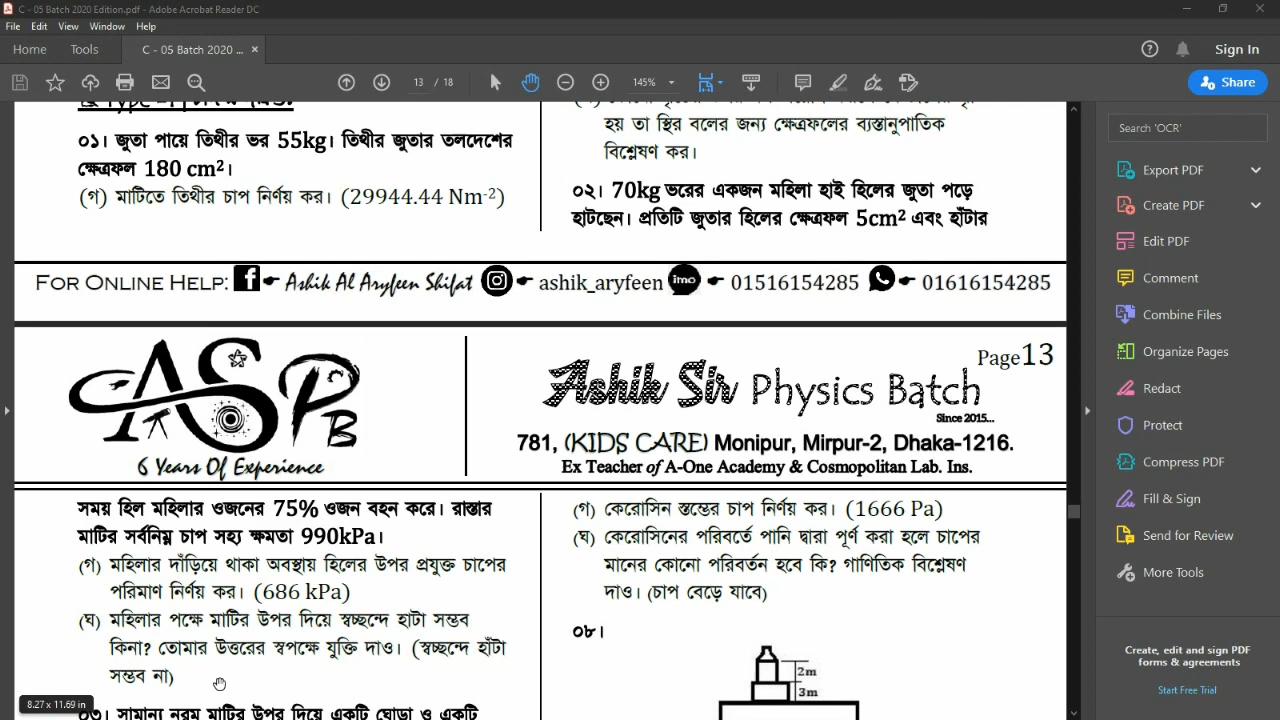 C - 05 Batch 2020 Edition.pdf - Adobe Acrobat Reader DC
File Edit View Window Help
Home Tools C - 05 Batch 2020 ... × Sign In
13 / 18 145% Share
০১। জুতা পায়ে তিথীর ভর 55kg। তিথীর জুতার তলদেশের
ক্ষেত্রফল 180 cm²।
(গ) মাটিতে তিথীর চাপ নির্ণয় কর। (29944.44 Nm⁻²)
হয় তা স্থির বলের জন্য ক্ষেত্রফলের ব্যস্তানুপাতিক
বিশ্লেষণ কর।
০২। 70kg ভরের একজন মহিলা হাই হিলের জুতা পড়ে
হাটছেন। প্রতিটি জুতার হিলের ক্ষেত্রফল 5cm² এবং হাঁটার
FOR ONLINE HELP: Ashik Al Aryfeen Shifat ashik_aryfeen imo 01516154285 01616154285
ASPB
6 Years Of Experience
Page13
Ashik Sir Physics Batch
Since 2015...
781, (KIDS CARE) Monipur, Mirpur-2, Dhaka-1216.
Ex Teacher of A-One Academy & Cosmopolitan Lab. Ins.
সময় হিল মহিলার ওজনের 75% ওজন বহন করে। রাস্তার
মাটির সর্বনিম্ন চাপ সহ্য ক্ষমতা 990kPa।
(গ) মহিলার দাঁড়িয়ে থাকা অবস্থায় হিলের উপর প্রযুক্ত চাপের
পরিমাণ নির্ণয় কর। (686 kPa)
(ঘ) মহিলার পক্ষে মাটির উপর দিয়ে স্বচ্ছন্দে হাটা সম্ভব
কিনা? তোমার উত্তরের স্বপক্ষে যুক্তি দাও। (স্বচ্ছন্দে হাঁটা
সম্ভব না)
০৩। সামান্য নরম মাটির উপর দিয়ে একটি ঘোড়া ও একটি
(গ) কেরোসিন স্তম্ভের চাপ নির্ণয় কর। (1666 Pa)
(ঘ) কেরোসিনের পরিবর্তে পানি দ্বারা পূর্ণ করা হলে চাপের
মানের কোনো পরিবর্তন হবে কি? গাণিতিক বিশ্লেষণ
দাও। (চাপ বেড়ে যাবে)
০৮।
2m
3m
8.27 x 11.69 in
Search 'OCR'
Export PDF
Create PDF
Edit PDF
Comment
Combine Files
Organize Pages
Redact
Protect
Compress PDF
Fill & Sign
Send for Review
More Tools
Create, edit and sign PDF
forms & agreements
Start Free Trial